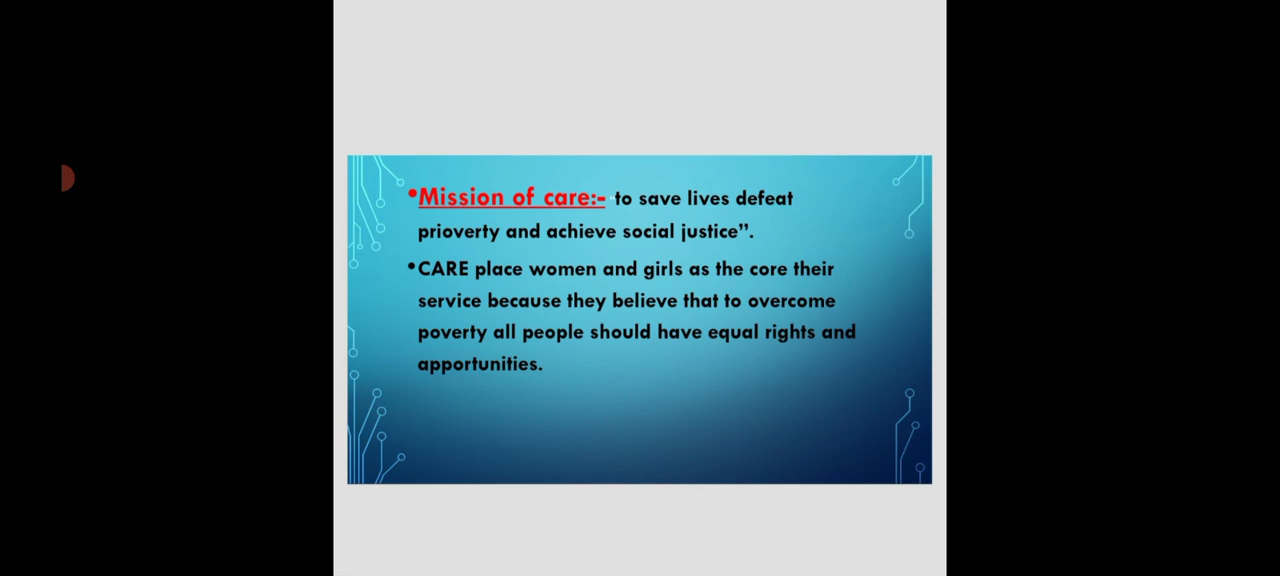 •Mission of care:- to save lives defeat
prioverty and achieve social justice”.
•CARE place women and girls as the core their
service because they believe that to overcome
poverty all people should have equal rights and
apportunities.